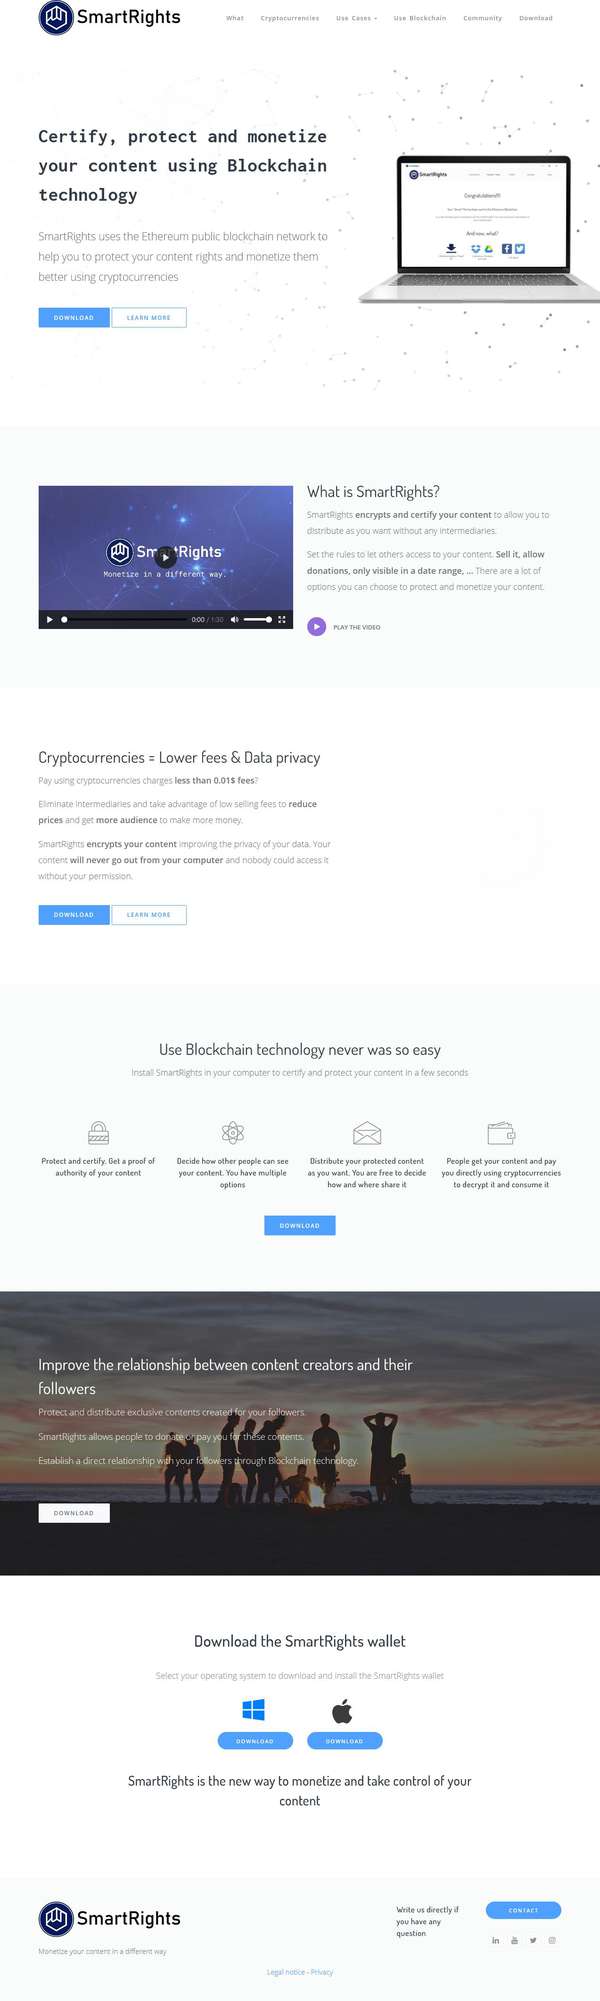 SmartRights
What Cryptocurrencies Use Cases Use Blockchain Community Download
Certify, protect and monetize
your content using Blockchain
technology
SmartRights uses the Ethereum public blockchain network to
help you to protect your content rights and monetize them
better using cryptocurrencies
DOWNLOAD LEARN MORE
SmartRights
Congratulations!!!
And now, what?
What is SmartRights?
SmartRights encrypts and certify your content to allow you to
distribute as you want without any intermediaries.
Set the rules to let others access to your content. Sell it, allow
donations, only visible in a date range, ... There are a lot of
options you can choose to protect and monetize your content.
PLAY THE VIDEO
SmartRights
Monetize in a different way.
0:00 / 1:30
Cryptocurrencies = Lower fees & Data privacy
Pay using cryptocurrencies charges less than 0.01$ fees?
Eliminate intermediaries and take advantage of low selling fees to reduce
prices and get more audience to make more money.
SmartRights encrypts your content improving the privacy of your data. Your
content will never go out from your computer and nobody could access it
without your permission.
DOWNLOAD LEARN MORE
Use Blockchain technology never was so easy
Install SmartRights in your computer to certify and protect your content in a few seconds
Protect and certify. Get a proof of
authority of your content
Decide how other people can see
your content. You have multiple
options
Distribute your protected content
as you want. You are free to decide
how and where share it
People get your content and pay
you directly using cryptocurrencies
to decrypt it and consume it
DOWNLOAD
Improve the relationship between content creators and their
followers
Protect and distribute exclusive contents created for your followers.
SmartRights allows people to donate or pay you for these contents.
Establish a direct relationship with your followers through Blockchain technology.
DOWNLOAD
Download the SmartRights wallet
Select your operating system to download and install the SmartRights wallet
DOWNLOAD DOWNLOAD
SmartRights is the new way to monetize and take control of your
content
SmartRights
Monetize your content in a different way
Write us directly if
you have any
question
CONTACT
Legal notice - Privacy